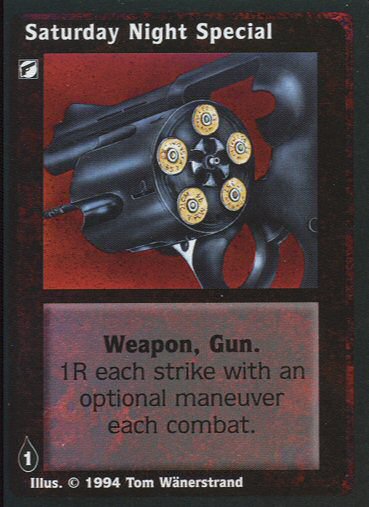 Saturday Night Special
Weapon, Gun.
1R each strike with an
optional maneuver
each combat.
1
Illus. © 1994 Tom Wänerstrand